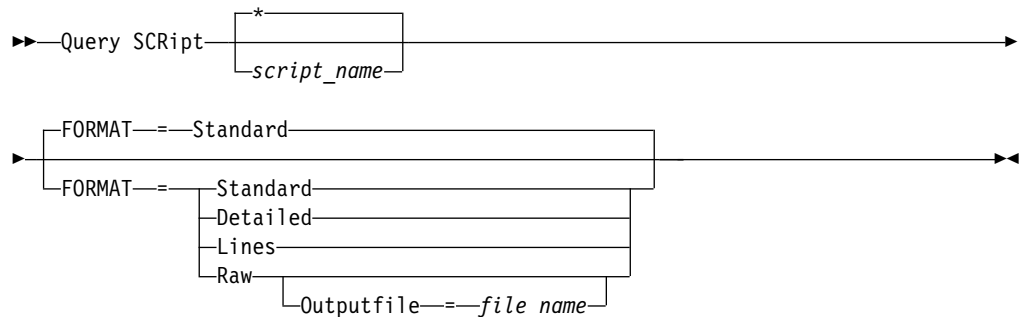 *
►►—Query SCRipt
►
script_name
FORMAT—=—Standard
►
►◄
FORMAT—=
Standard
Detailed
Lines
Raw
Outputfile—=—file name